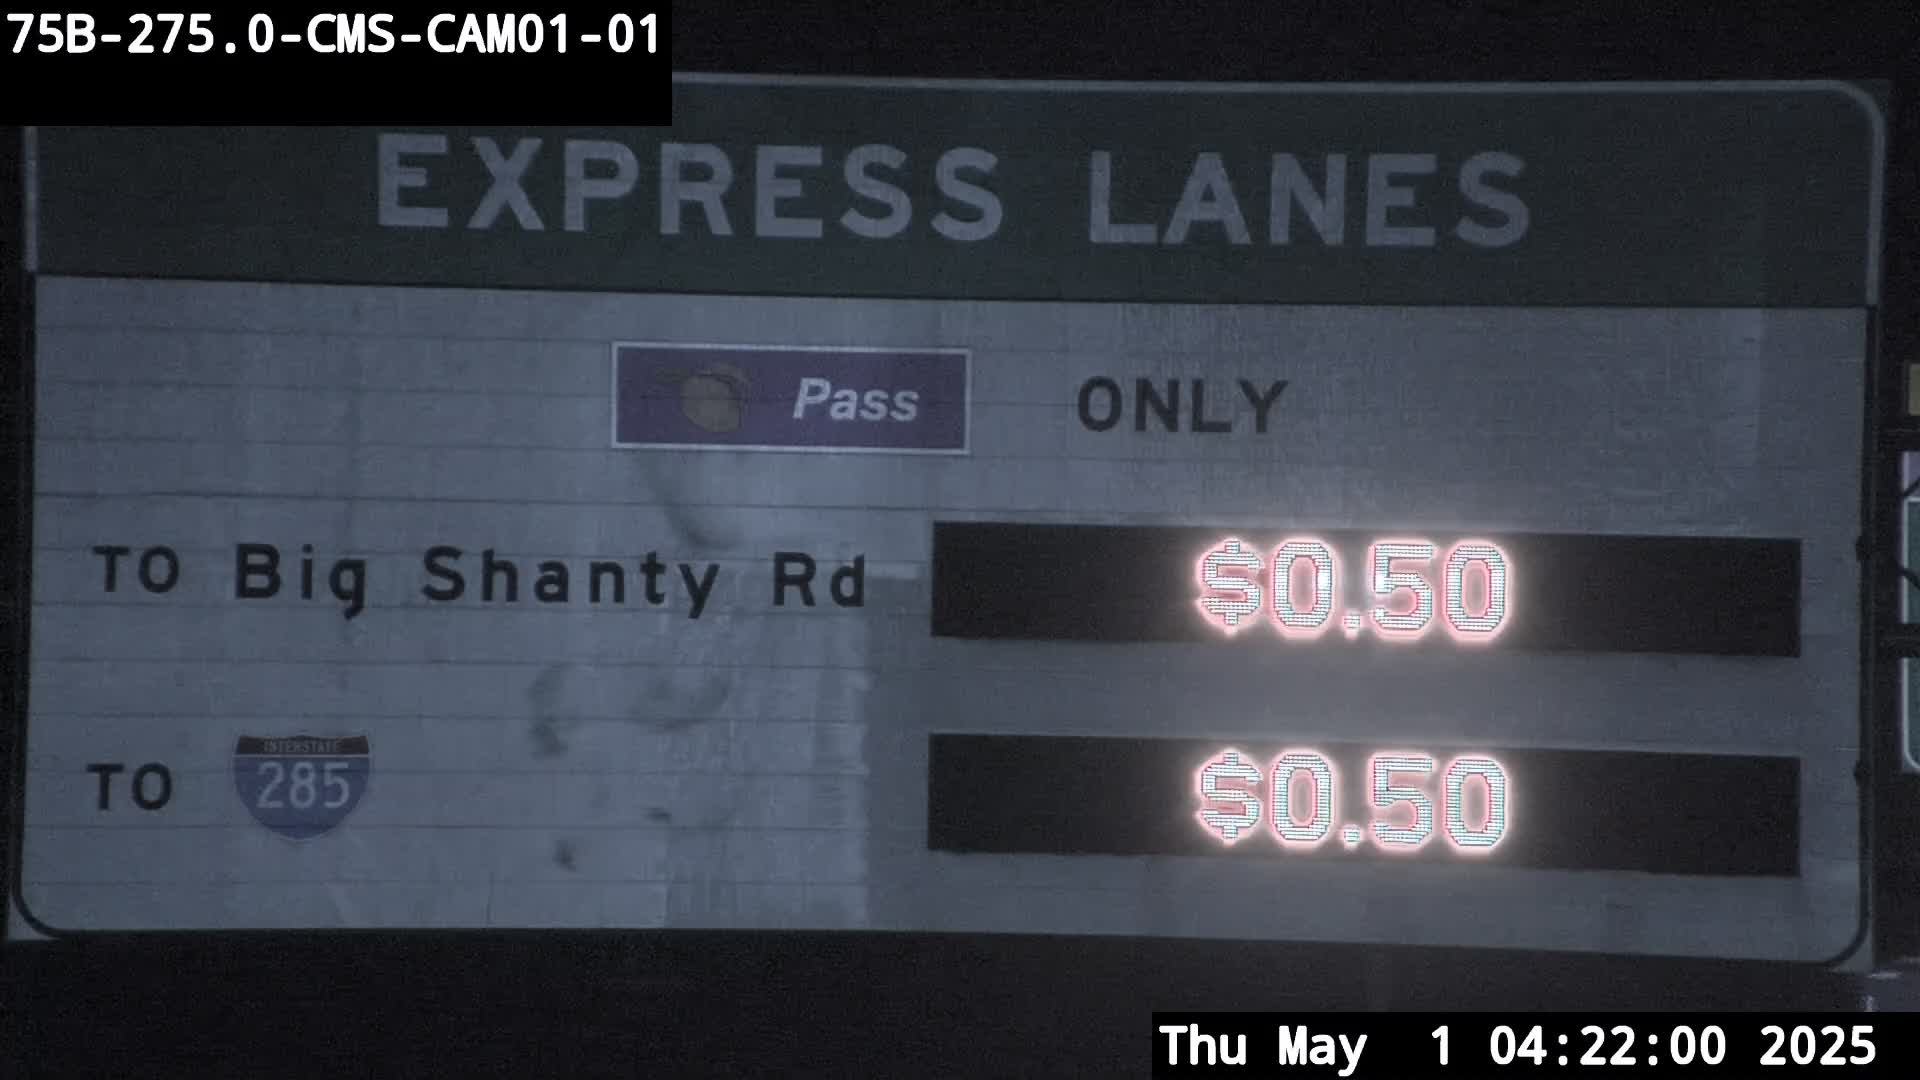 75B-275.0-CMS-CAM01-01
EXPRESS LANES
Pass ONLY
TO Big Shanty Rd $0.50
INTERSTATE
TO 285 $0.50
Thu May 1 04:22:00 2025